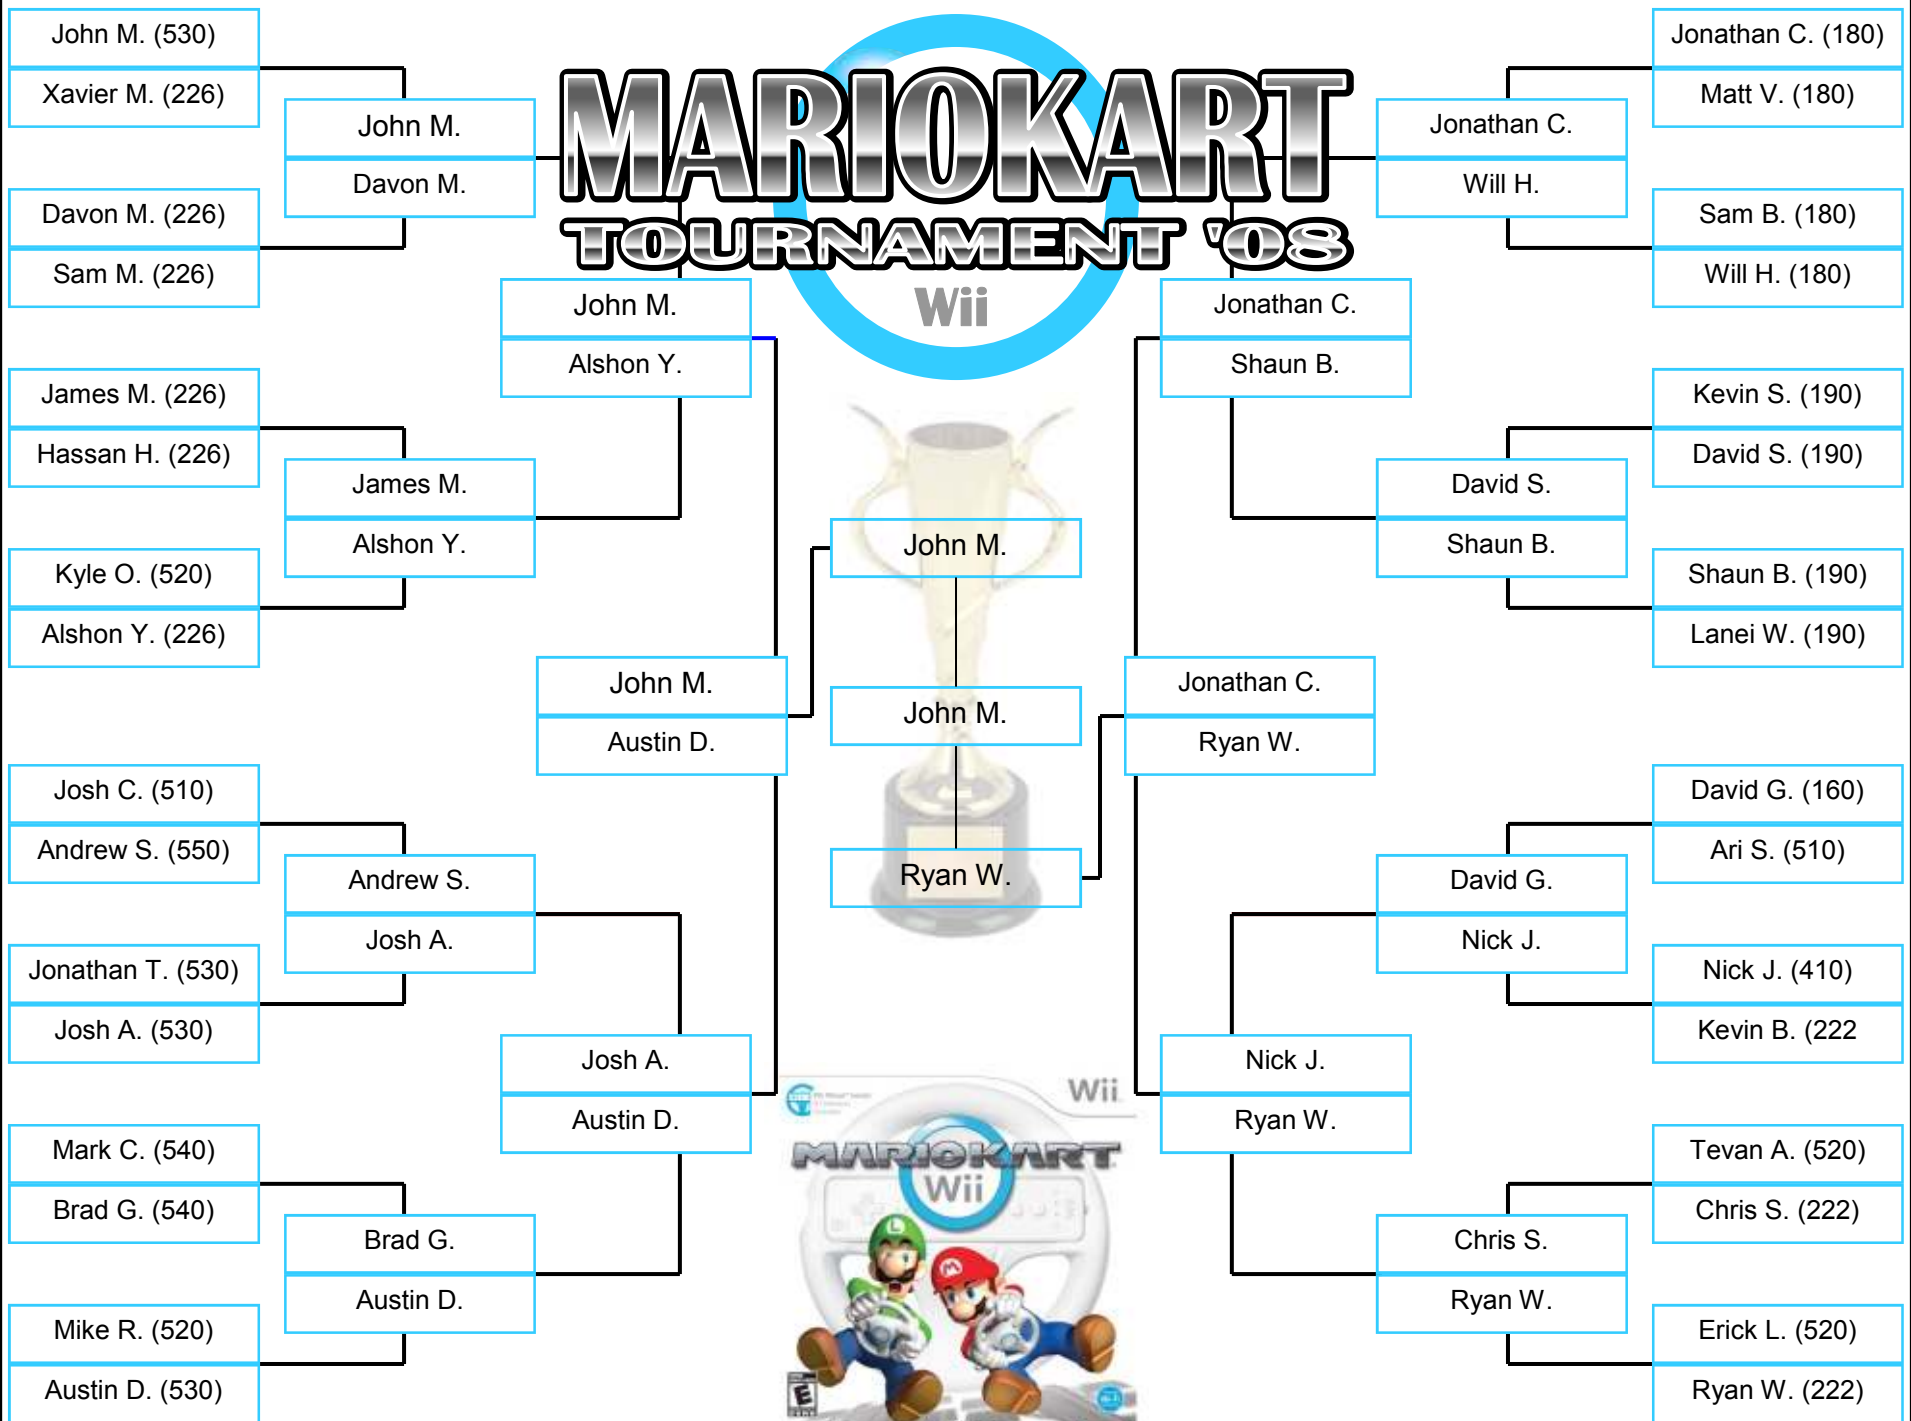 MARIOKART
TOURNAMENT '08
Wii
John M. (530)
Xavier M. (226)
Davon M. (226)
Sam M. (226)
James M. (226)
Hassan H. (226)
Kyle O. (520)
Alshon Y. (226)
Josh C. (510)
Andrew S. (550)
Jonathan T. (530)
Josh A. (530)
Mark C. (540)
Brad G. (540)
Mike R. (520)
Austin D. (530)
John M.
Davon M.
James M.
Alshon Y.
Andrew S.
Josh A.
Brad G.
Austin D.
John M.
Alshon Y.
Josh A.
Austin D.
John M.
Austin D.
John M.
John M.
Ryan W.
Jonathan C.
Ryan W.
Jonathan C.
Shaun B.
Nick J.
Ryan W.
Jonathan C.
Will H.
David S.
Shaun B.
David G.
Nick J.
Chris S.
Ryan W.
Jonathan C. (180)
Matt V. (180)
Sam B. (180)
Will H. (180)
Kevin S. (190)
David S. (190)
Shaun B. (190)
Lanei W. (190)
David G. (160)
Ari S. (510)
Nick J. (410)
Kevin B. (222
Tevan A. (520)
Chris S. (222)
Erick L. (520)
Ryan W. (222)
Wii
MARIOKART
Wii
L
M
E